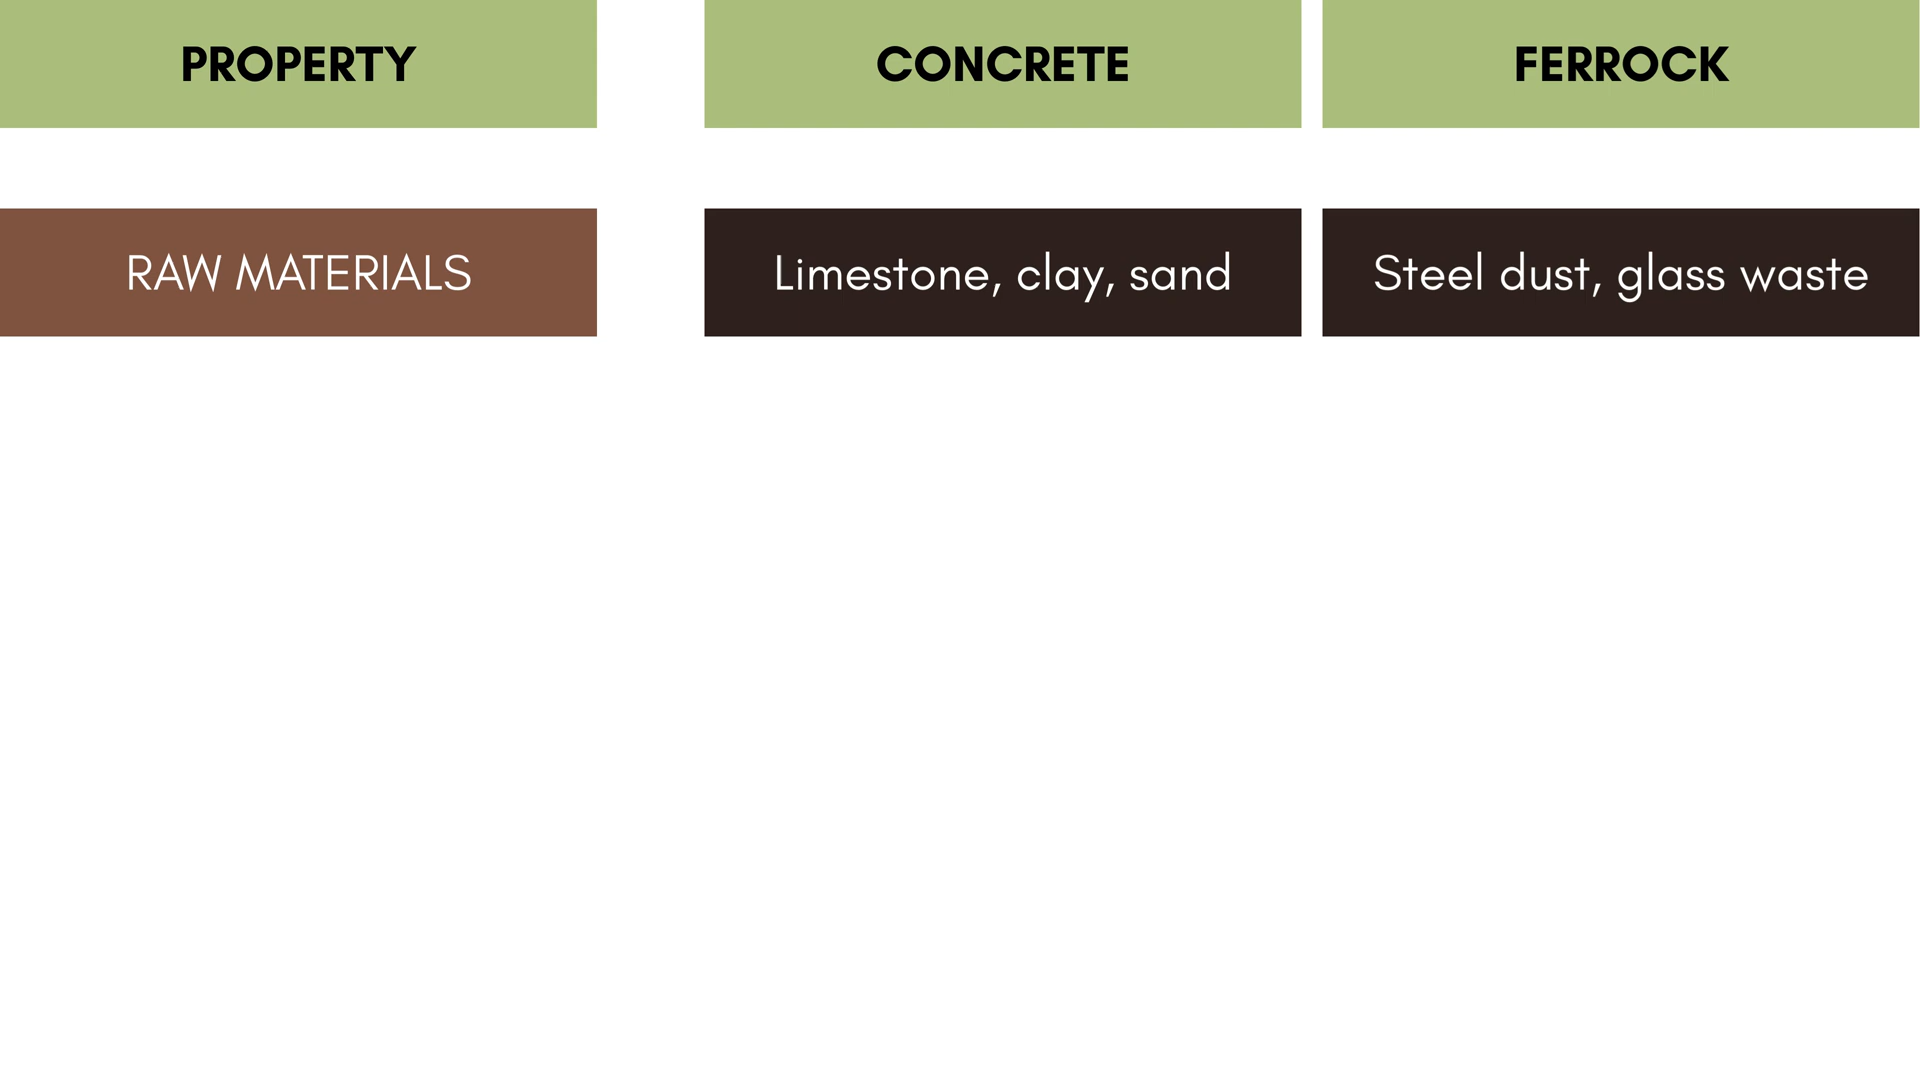 PROPERTY
CONCRETE
FERROCK
RAW MATERIALS
Limestone, clay, sand
Steel dust, glass waste